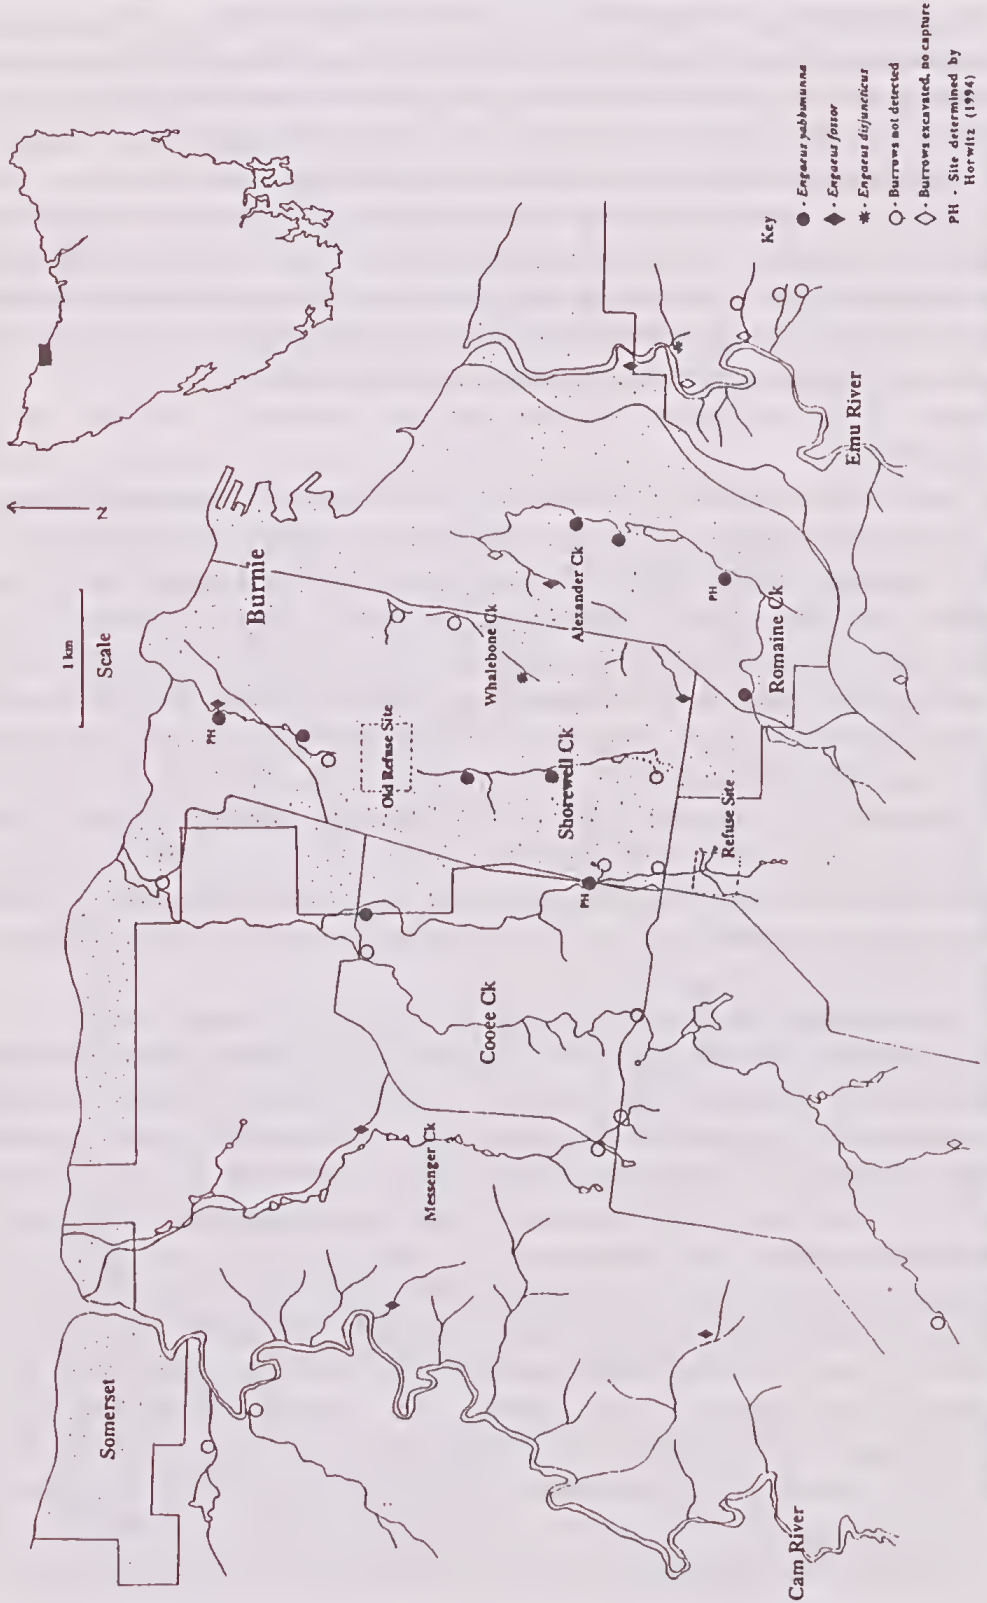 N
1 km
Scale
Somerset
Burnie
PH
Old Refuse Site
Whalebone Ck
Alexander Ck
Shorewell Ck
PH
PH
Romaine Ck
Refuse Site
Cooee Ck
Messenger Ck
Cam River
Emu River
Key
- Engaeus yabbimunna
- Engaeus fossor
- Engaeus disjuncticus
- Burrows not detected
- Burrows excavated, no capture
PH - Site determined by
Horwitz (1994)